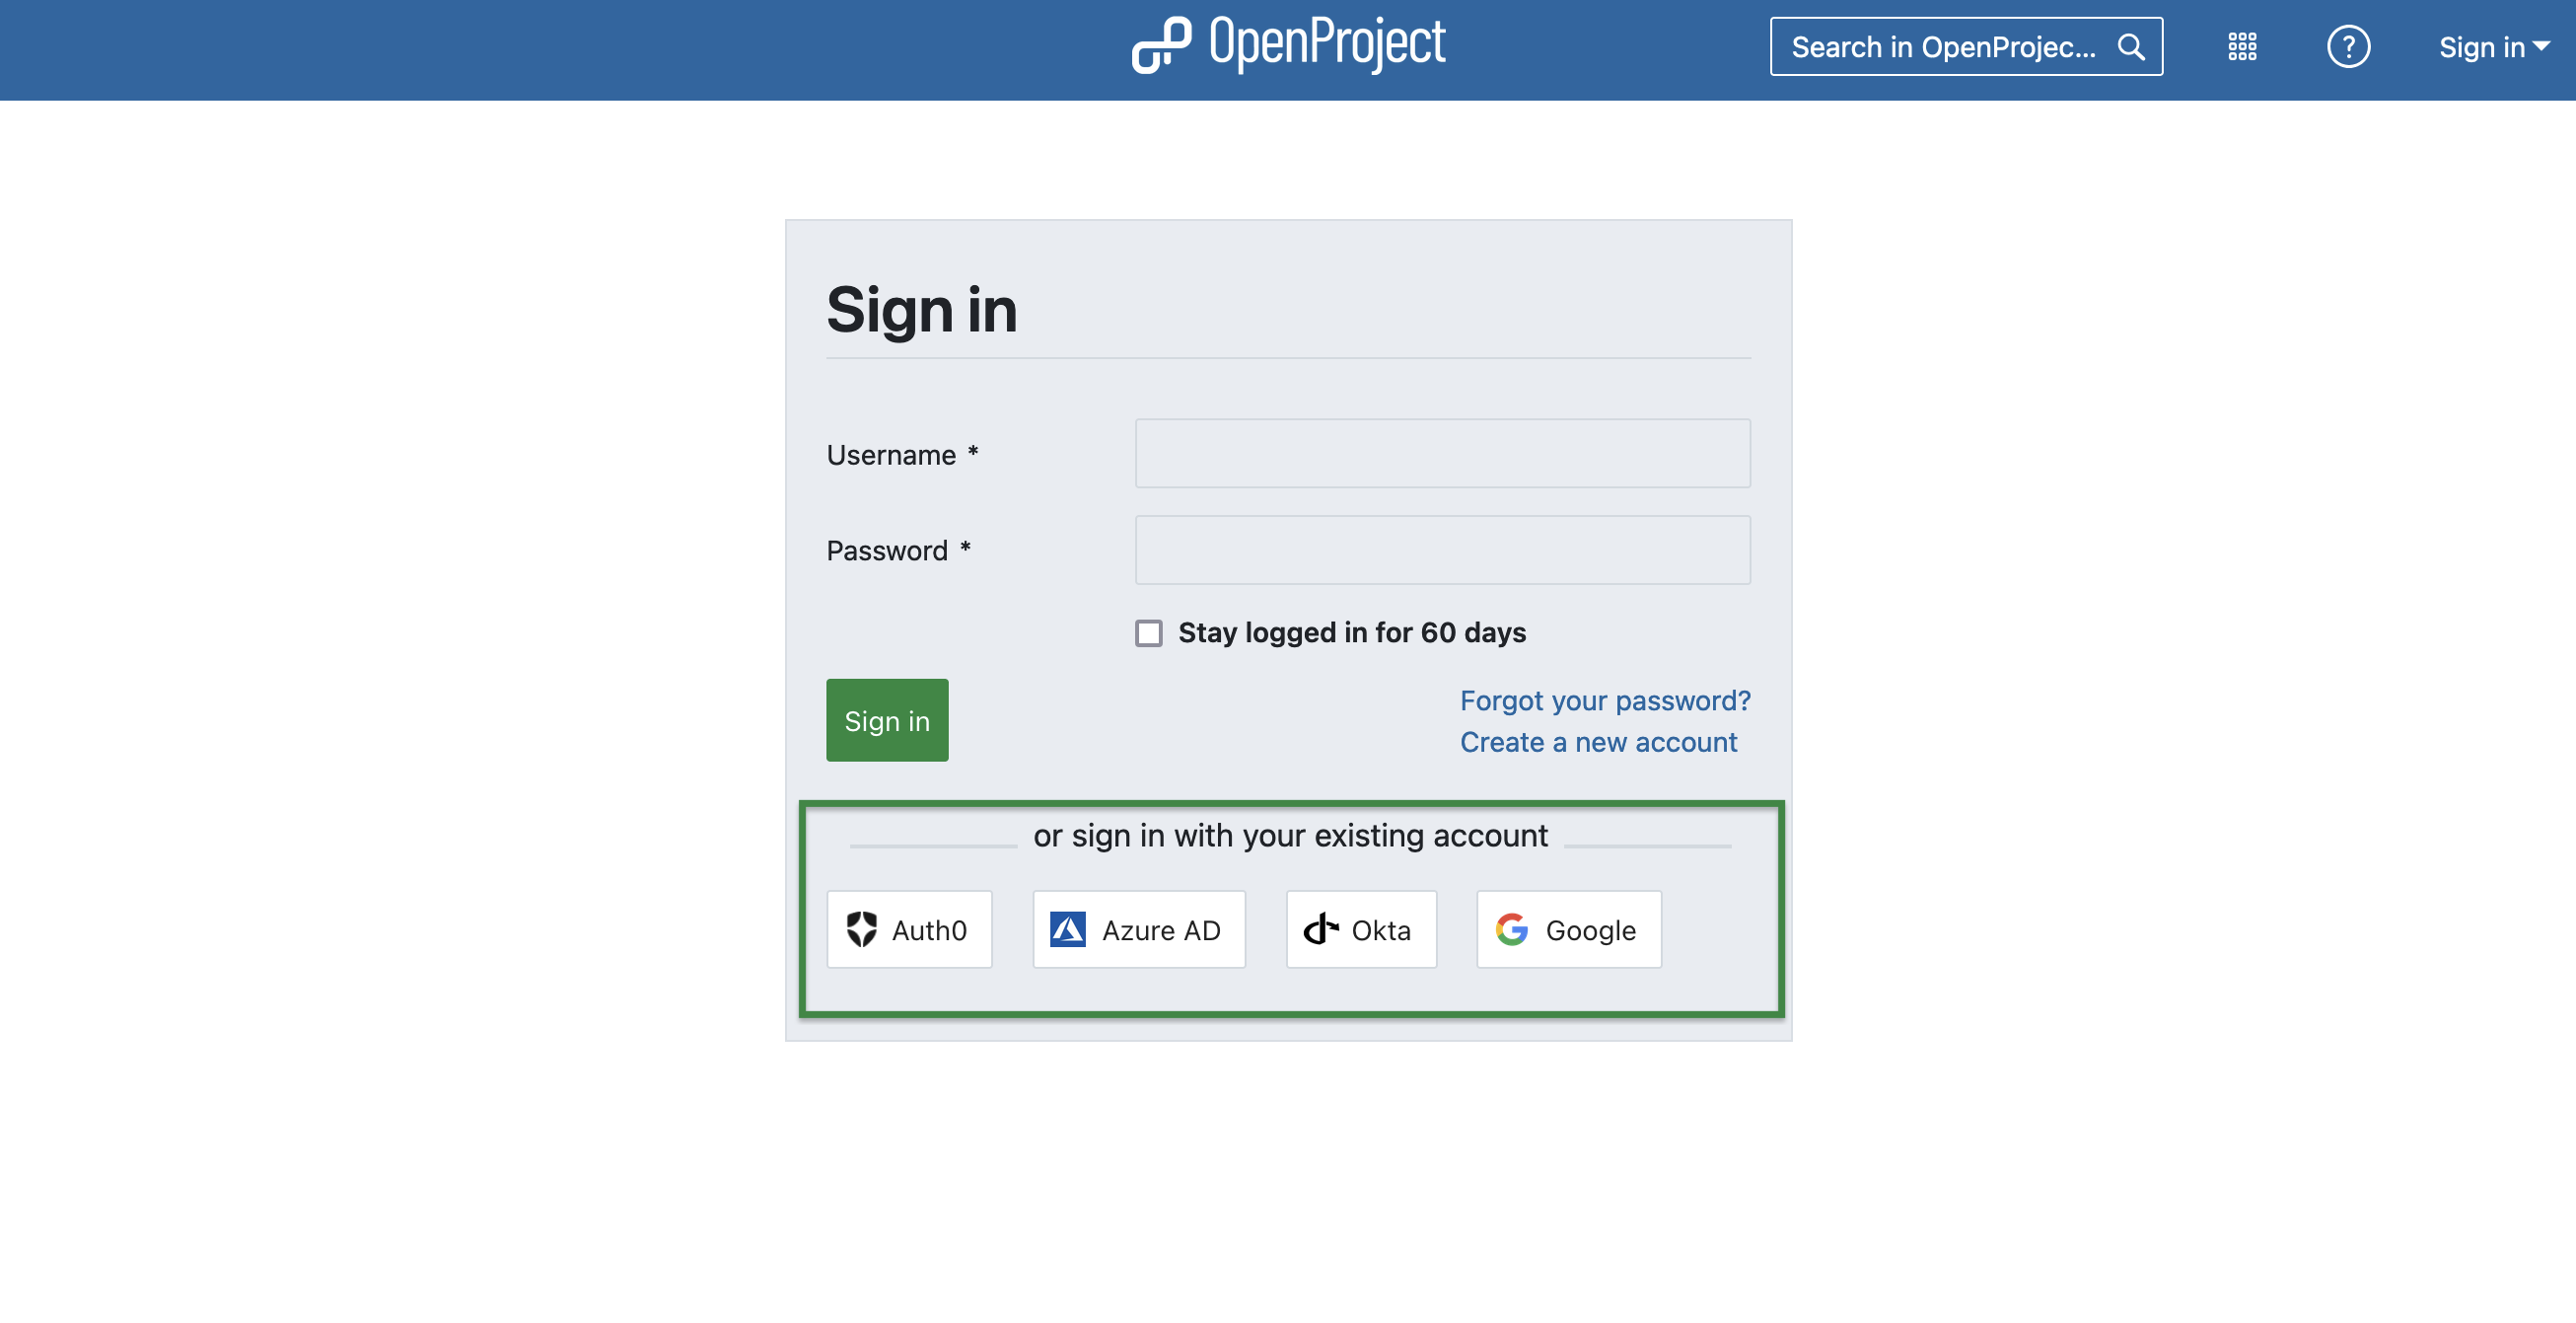 OpenProject
Search in OpenProjec...
Sign in
Sign in
Username *
Password *
Stay logged in for 60 days
Sign in
Forgot your password?
Create a new account
or sign in with your existing account
Auth0
Azure AD
Okta
Google